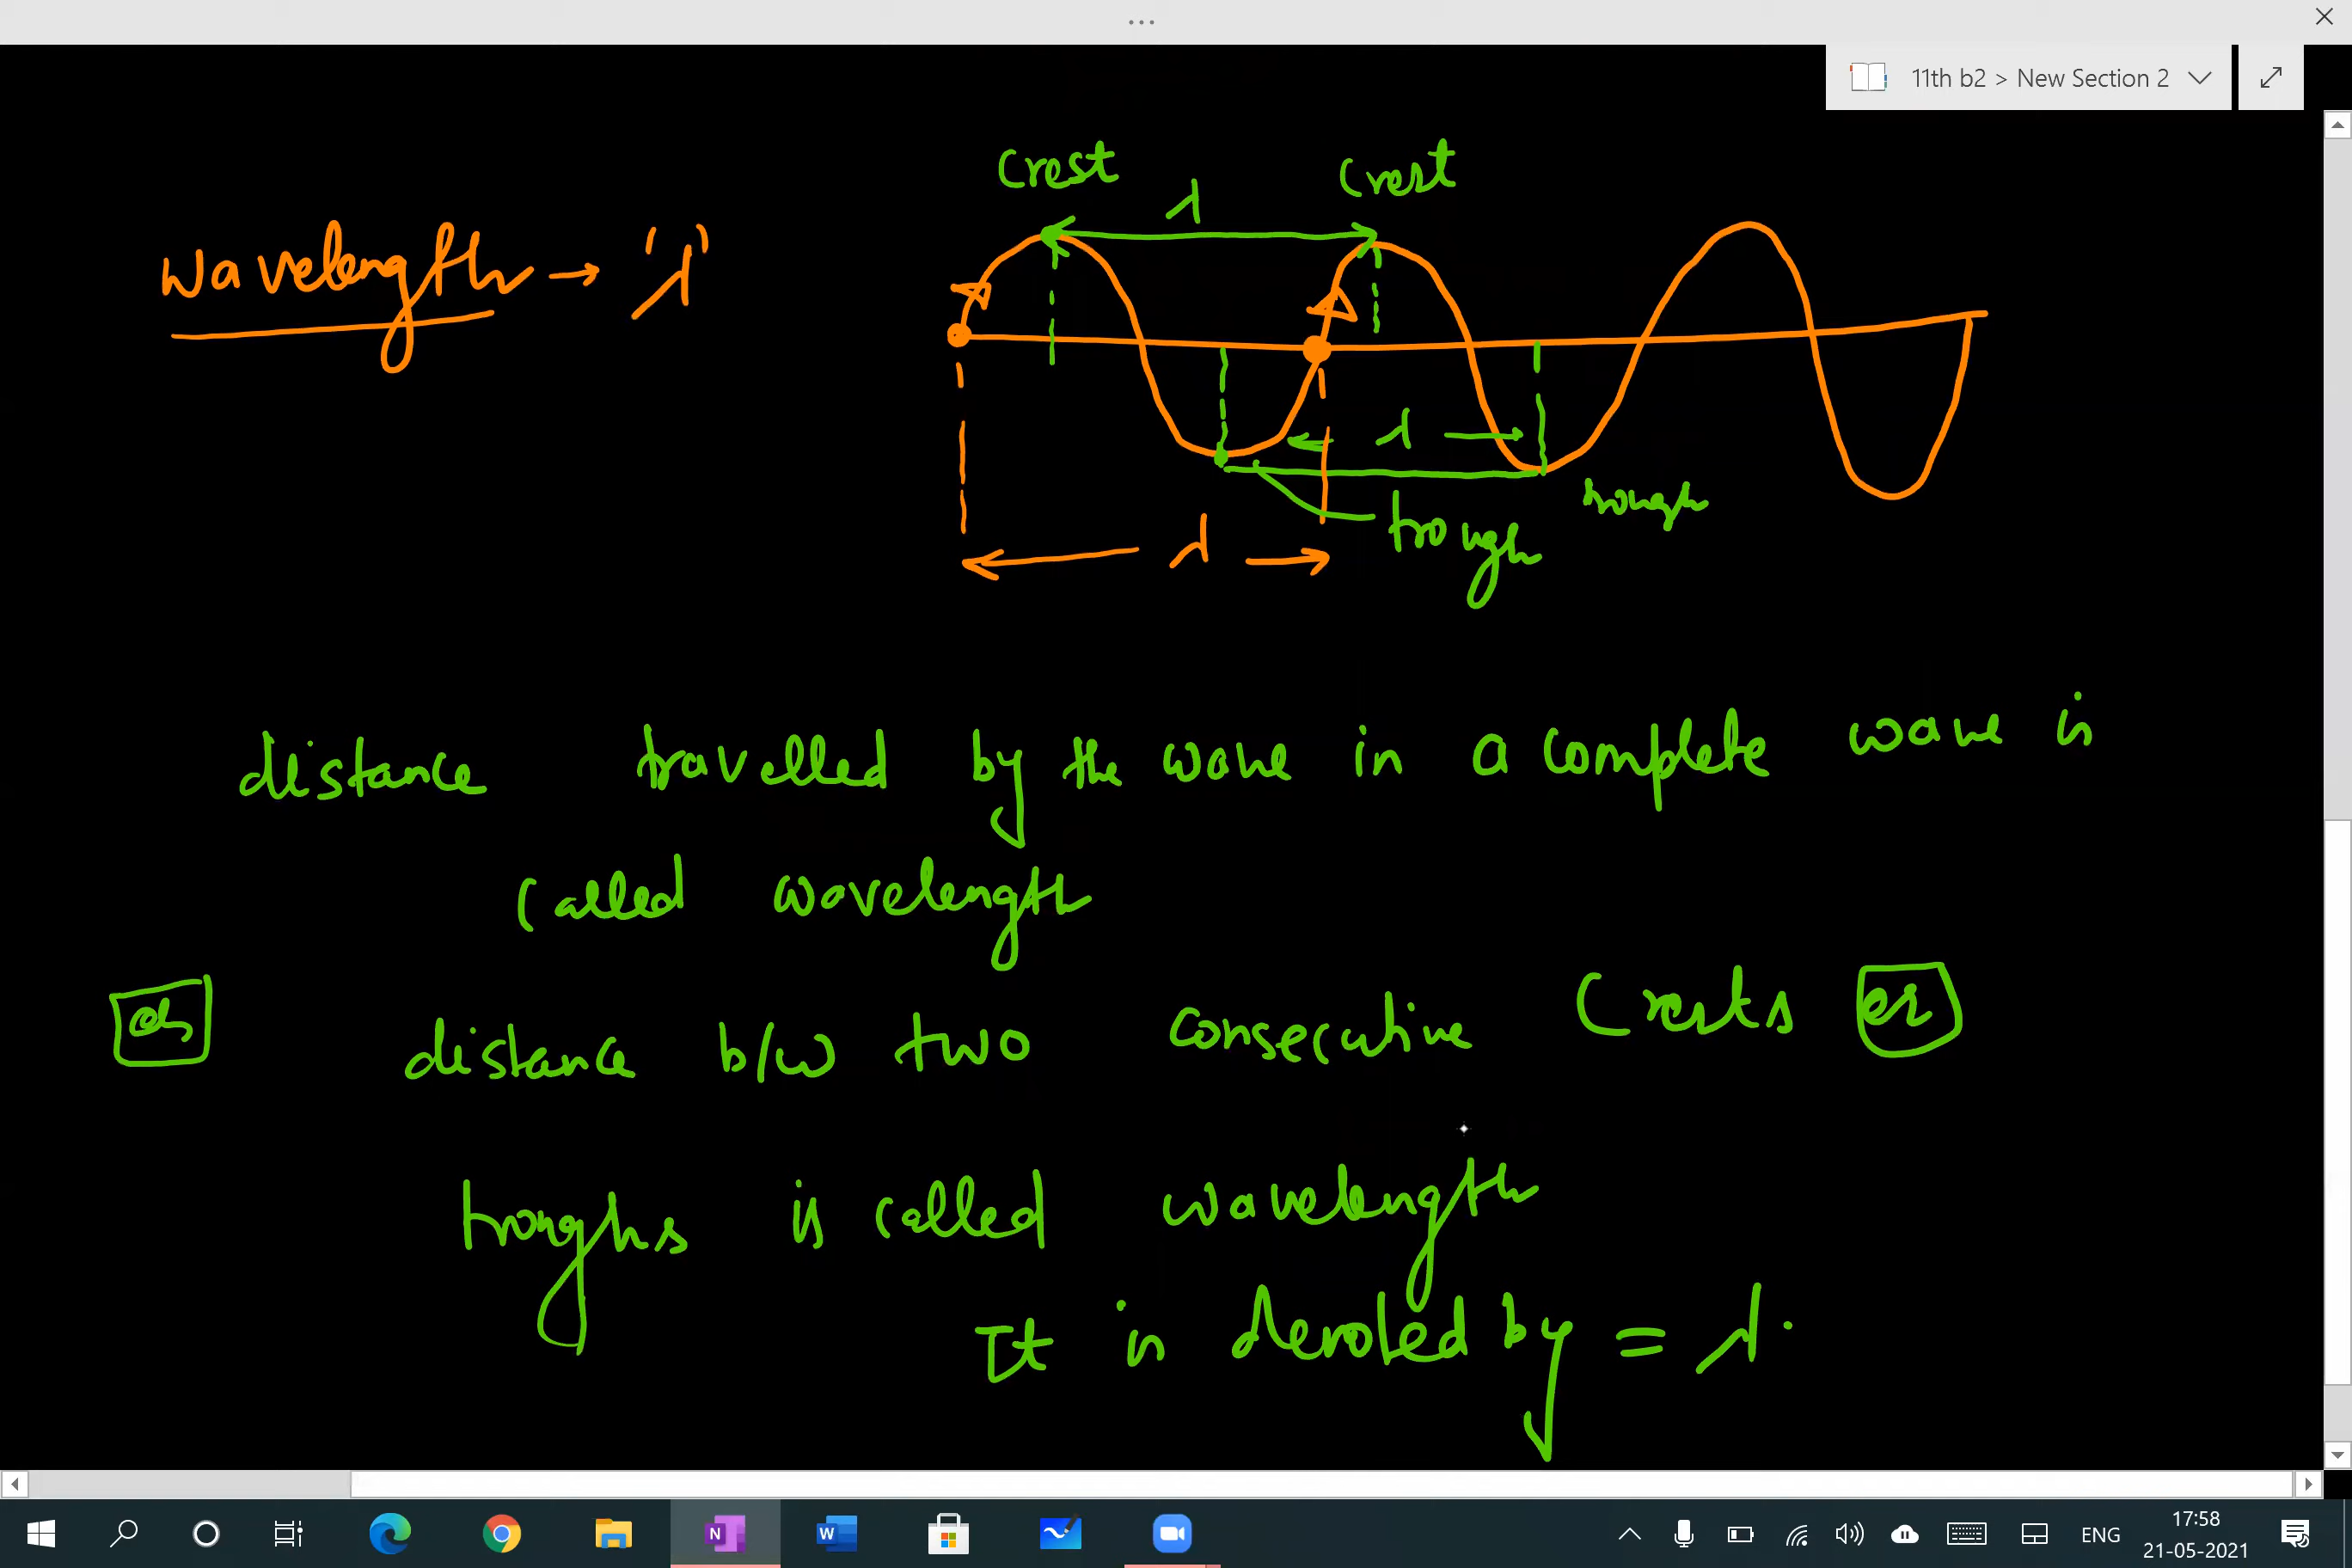 ...
11th b2 > New Section 2
Crest
Crest
λ
wavelength → 'λ'
λ
trough
trough
λ
distance travelled by the wave in a complete wave is
called wavelength
or
distance b/w two consecutive Crests or
troughs is called wavelength
It is denoted by = λ.
ENG
17:58
21-05-2021